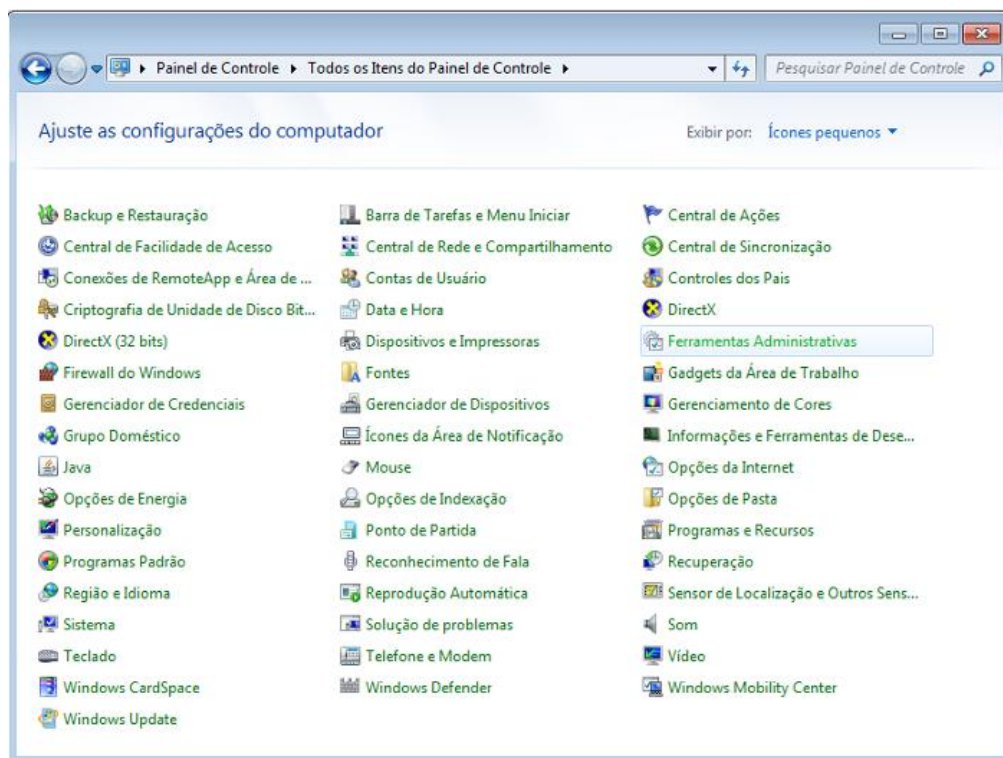 Painel de Controle Todos os Itens do Painel de Controle Pesquisar Painel de Controle
Ajuste as configurações do computador Exibir por: Ícones pequenos
Backup e Restauração Barra de Tarefas e Menu Iniciar Central de Ações
Central de Facilidade de Acesso Central de Rede e Compartilhamento Central de Sincronização
Conexões de RemoteApp e Área de ... Contas de Usuário Controles dos Pais
Criptografia de Unidade de Disco Bit... Data e Hora DirectX
DirectX (32 bits) Dispositivos e Impressoras Ferramentas Administrativas
Firewall do Windows Fontes Gadgets da Área de Trabalho
Gerenciador de Credenciais Gerenciador de Dispositivos Gerenciamento de Cores
Grupo Doméstico Ícones da Área de Notificação Informações e Ferramentas de Dese...
Java Mouse Opções da Internet
Opções de Energia Opções de Indexação Opções de Pasta
Personalização Ponto de Partida Programas e Recursos
Programas Padrão Reconhecimento de Fala Recuperação
Região e Idioma Reprodução Automática Sensor de Localização e Outros Sens...
Sistema Solução de problemas Som
Teclado Telefone e Modem Vídeo
Windows CardSpace Windows Defender Windows Mobility Center
Windows Update